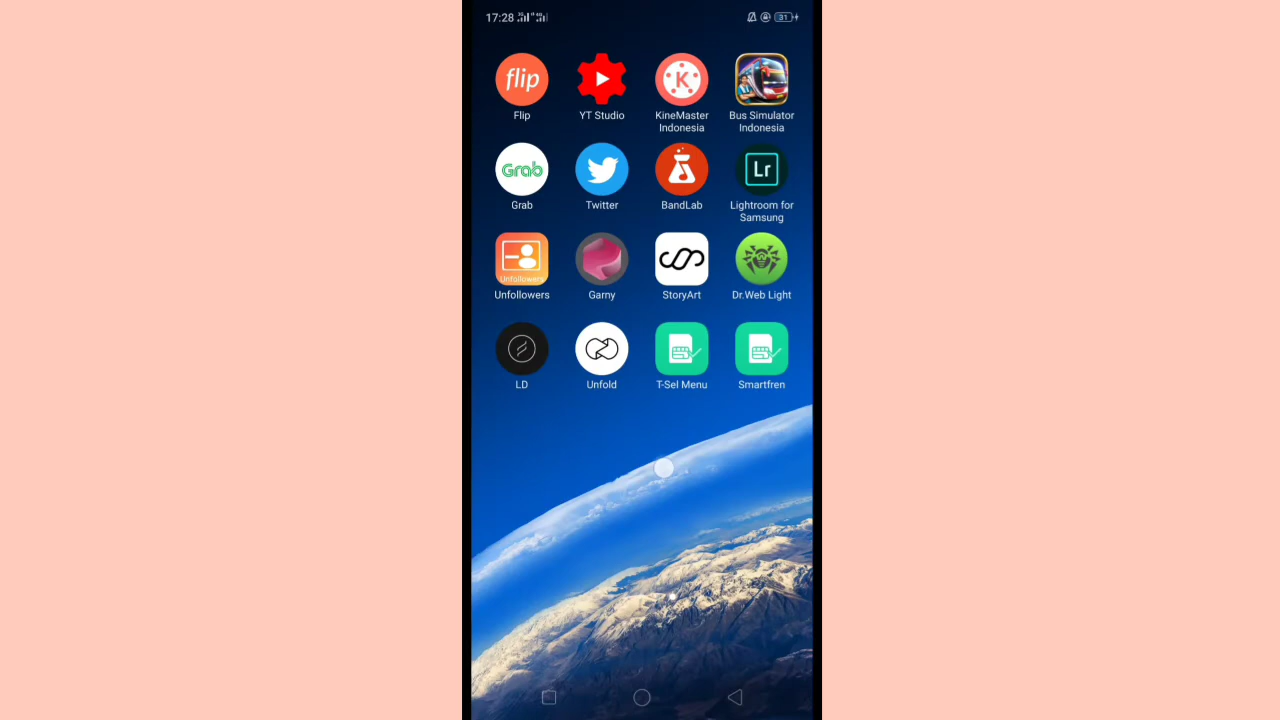 17:28
31
flip
Flip
YT Studio
K
KineMaster
Indonesia
Bus Simulator
Indonesia
Grab
Grab
Twitter
BandLab
Lr
Lightroom for
Samsung
Unfollowers
Unfollowers
Garny
StoryArt
Dr.Web Light
LD
Unfold
T-Sel Menu
Smartfren